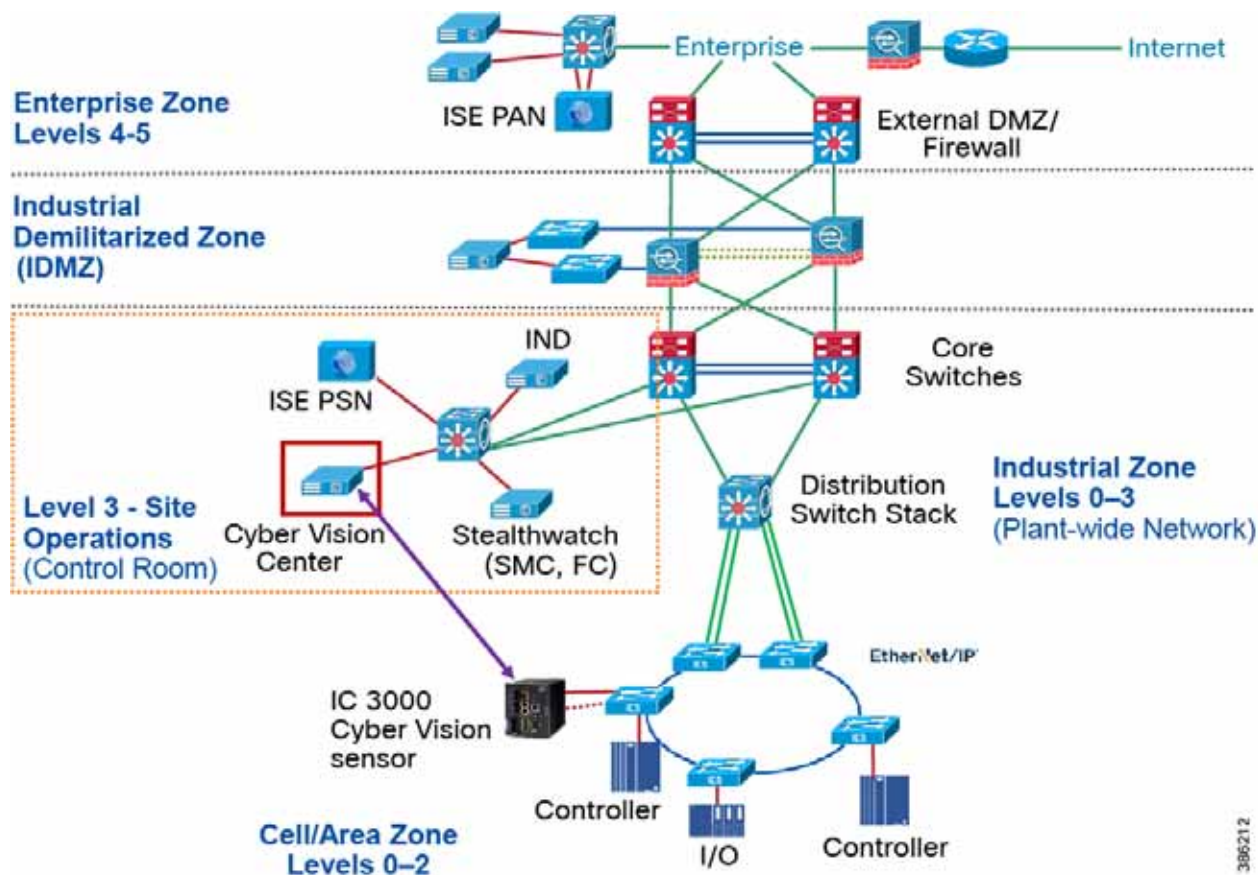 Enterprise
Internet
Enterprise Zone
Levels 4-5
ISE PAN
External DMZ/
Firewall
Industrial
Demilitarized Zone
(IDMZ)
IND
ISE PSN
Core
Switches
Level 3 - Site
Operations
(Control Room)
Cyber Vision
Center
Stealthwatch
(SMC, FC)
Distribution
Switch Stack
Industrial Zone
Levels 0–3
(Plant-wide Network)
EtherNet/IP
IC 3000
Cyber Vision
sensor
Controller
I/O
Controller
Cell/Area Zone
Levels 0–2
386212